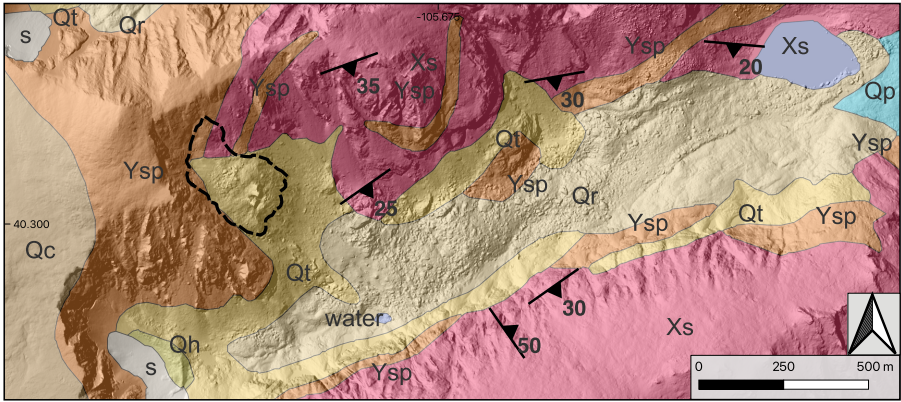 Qt
Qr
s
-105.676
Ysp
Xs
Xs
20
Ysp
35
Ysp
30
Qp
Qt
Ysp
Ysp
Ysp
Qr
25
Ysp
Qt
Ysp
40.300
Qc
Qt
30
water
Xs
Qh
50
s
Ysp
0 250 500 m